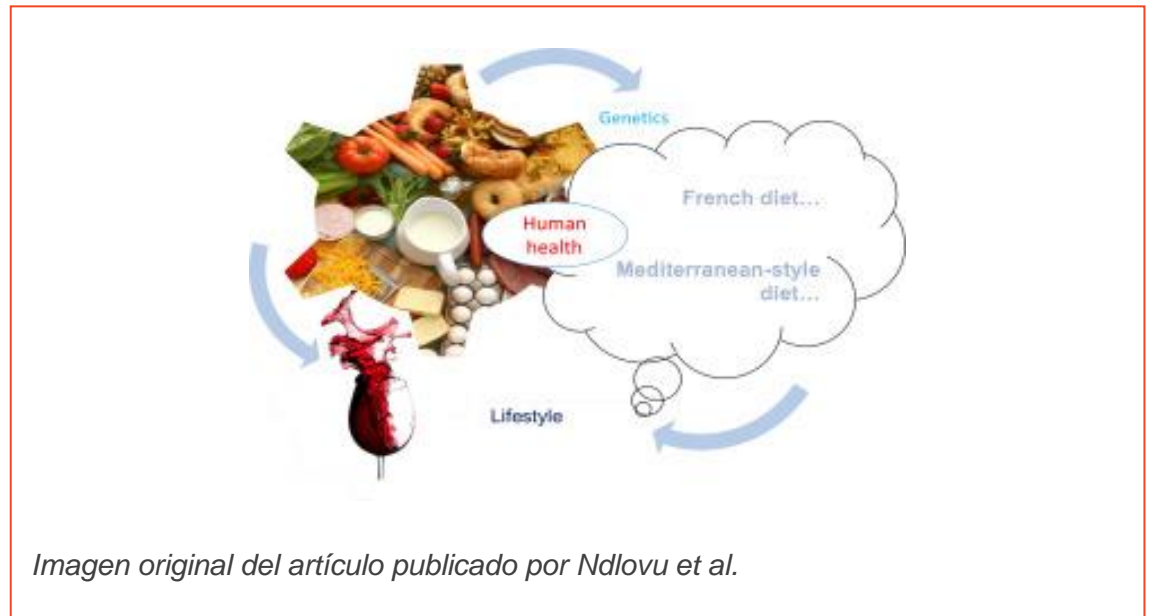 Genetics
French diet...
Human
health
Mediterranean-style
diet...
Lifestyle
Imagen original del artículo publicado por Ndlovu et al.